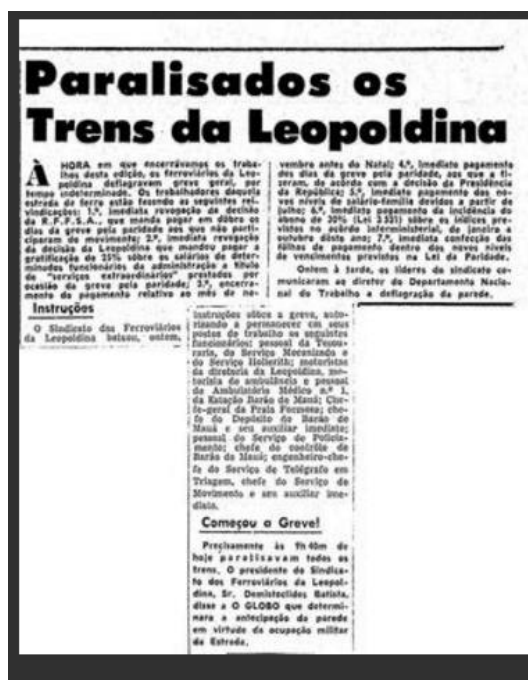 Paralisados os
Trens da Leopoldina
À HORA em que encerrávamos os traba-
lhos desta edição, os ferroviários da Leo-
poldina deflagravam greve geral, por
tempo indeterminado. Os trabalhadores daquela
estrada de ferro estão fazendo as seguintes rei-
vindicações: 1.ª, imediata revogação da decisão
da R.F.F.S.A., que manda pagar em dôbro os
dias da greve pela paridade aos que não parti-
ciparam do movimento; 2.ª, imediata revogação
da decisão da Leopoldina que mandou pagar a
gratificação de 25% sôbre os salários de deter-
minados funcionários da administração a título
de "serviços extraordinários" prestados por
ocasião da greve pela paridade; 3.ª, encerra-
mento do pagamento relativo ao mês de no-
vembro antes do Natal; 4.ª, imediato pagamento
dos dias da greve pela paridade, aos que a fi-
zeram, de acôrdo com a decisão da Presidência
da República; 5.ª, imediato pagamento dos no-
vos níveis de salário-família devidos a partir de
julho; 6.ª, imediato pagamento da incidência do
abono de 30% (Lei 3 531) sôbre os índices pre-
vistos no acôrdo interministerial, de janeiro a
outubro dêste ano; 7.ª, imediata confecção das
fôlhas de pagamento dentro dos novos níveis
de vencimentos previstos na Lei da Paridade.
Ontem à tarde, os líderes do sindicato co-
municaram ao diretor do Departamento Nacio-
nal do Trabalho a deflagração da parede.
Instruções
O Sindicato dos Ferroviários
da Leopoldina baixou, ontem,
instruções sôbre a greve, auto-
rizando a permanecer em seus
postos de trabalho os seguintes
funcionários: pessoal da Tesou-
raria, do Serviço Mecanizado e
do Serviço Hollerith; motoristas
da diretoria da Leopoldina, mo-
torista de ambulância e pessoal
de Ambulatório Médico n.º 1,
da Estação Barão de Mauá; Che-
fe-geral da Praia Formosa; che-
fe do Depósito de Barão de
Mauá e seu auxiliar imediato;
pessoal do Serviço de Policia-
mento; chefe do contrôle de
Barão de Mauá; engenheiro-che-
fe do Serviço de Telégrafo em
Triagem, chefe do Serviço de
Movimento e seu auxiliar ime-
diato.
Começou a Greve!
Precisamente às 9h 40m de
hoje paralisavam todos os
trens. O presidente do Sindica-
to dos Ferroviários da Leopol-
dina, Sr. Demistoclides Batista,
disse a O GLOBO que determi-
nara a antecipação da parede
em virtude da ocupação militar
da Estrada.